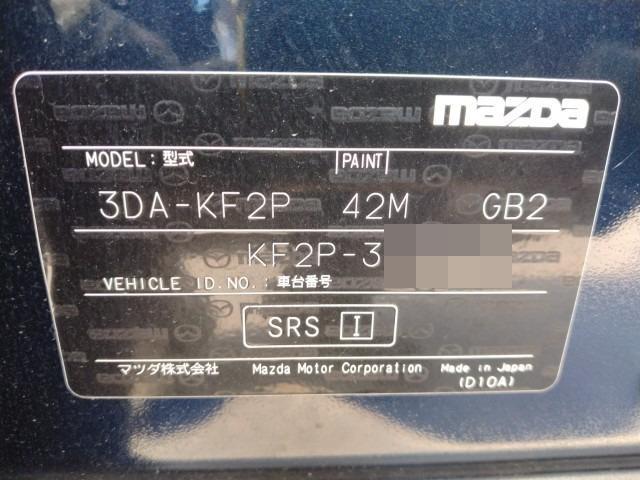 mazda
MODEL: 型式 PAINT
3DA-KF2P 42M GB2
KF2P-3
VEHICLE ID.NO.: 車台番号
SRS I
マツダ株式会社 Mazda Motor Corporation Made in Japan
(D10A)